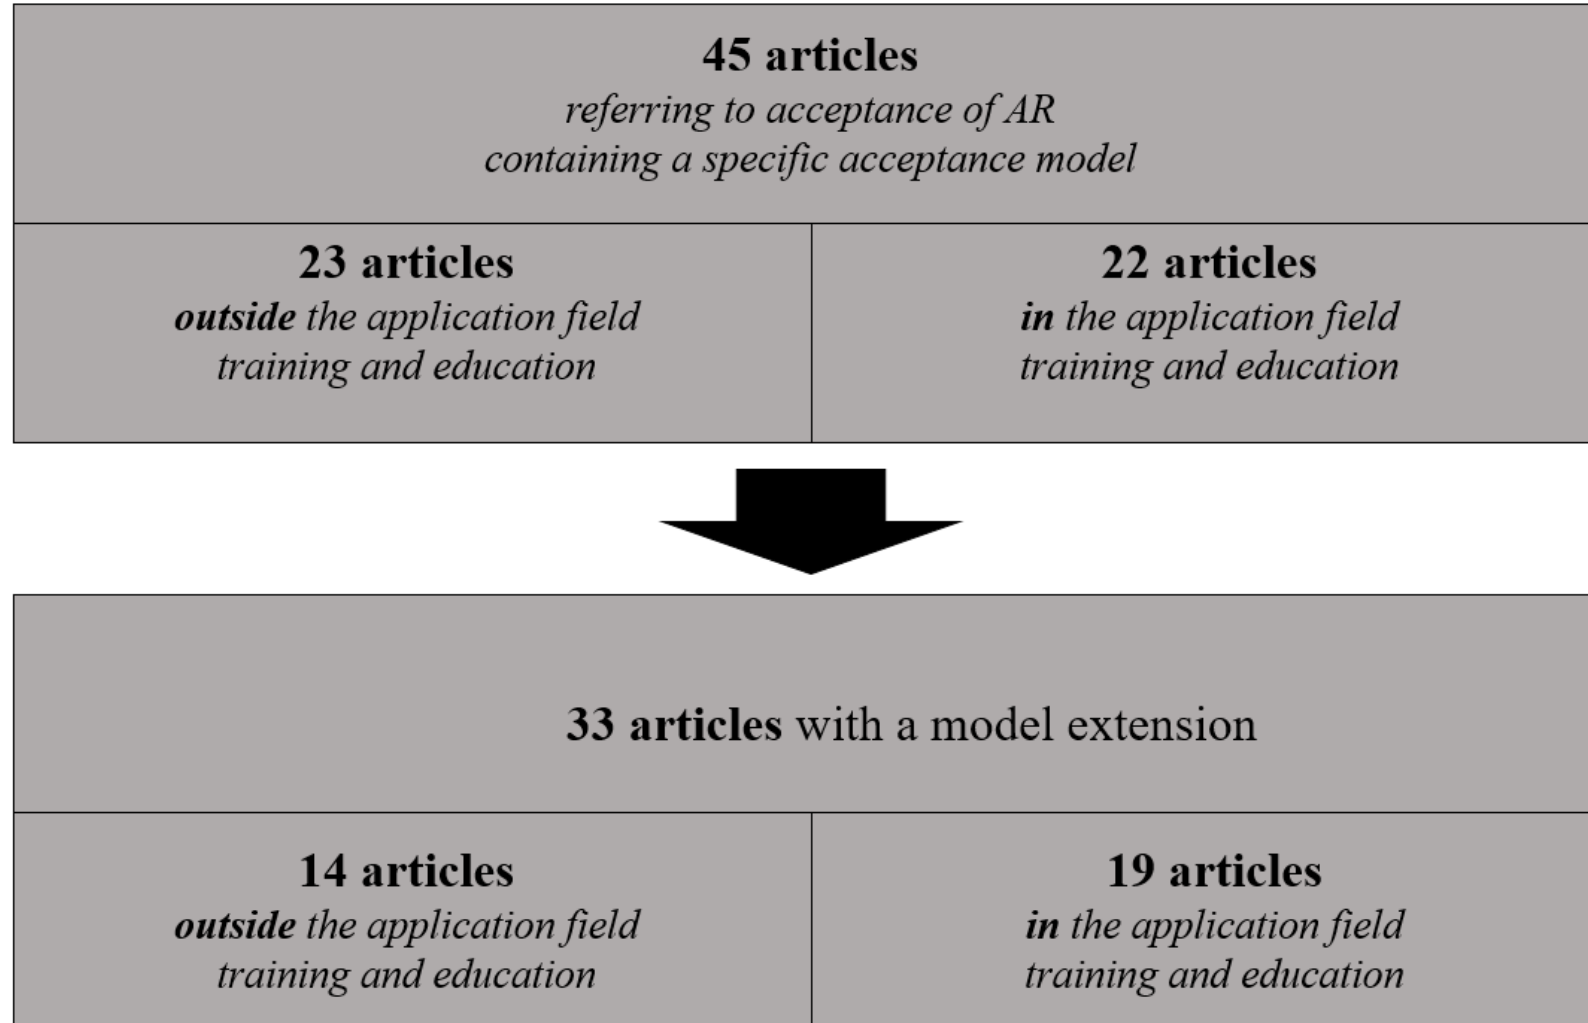 45 articles
referring to acceptance of AR
containing a specific acceptance model
23 articles
outside the application field
training and education
22 articles
in the application field
training and education
33 articles with a model extension
14 articles
outside the application field
training and education
19 articles
in the application field
training and education